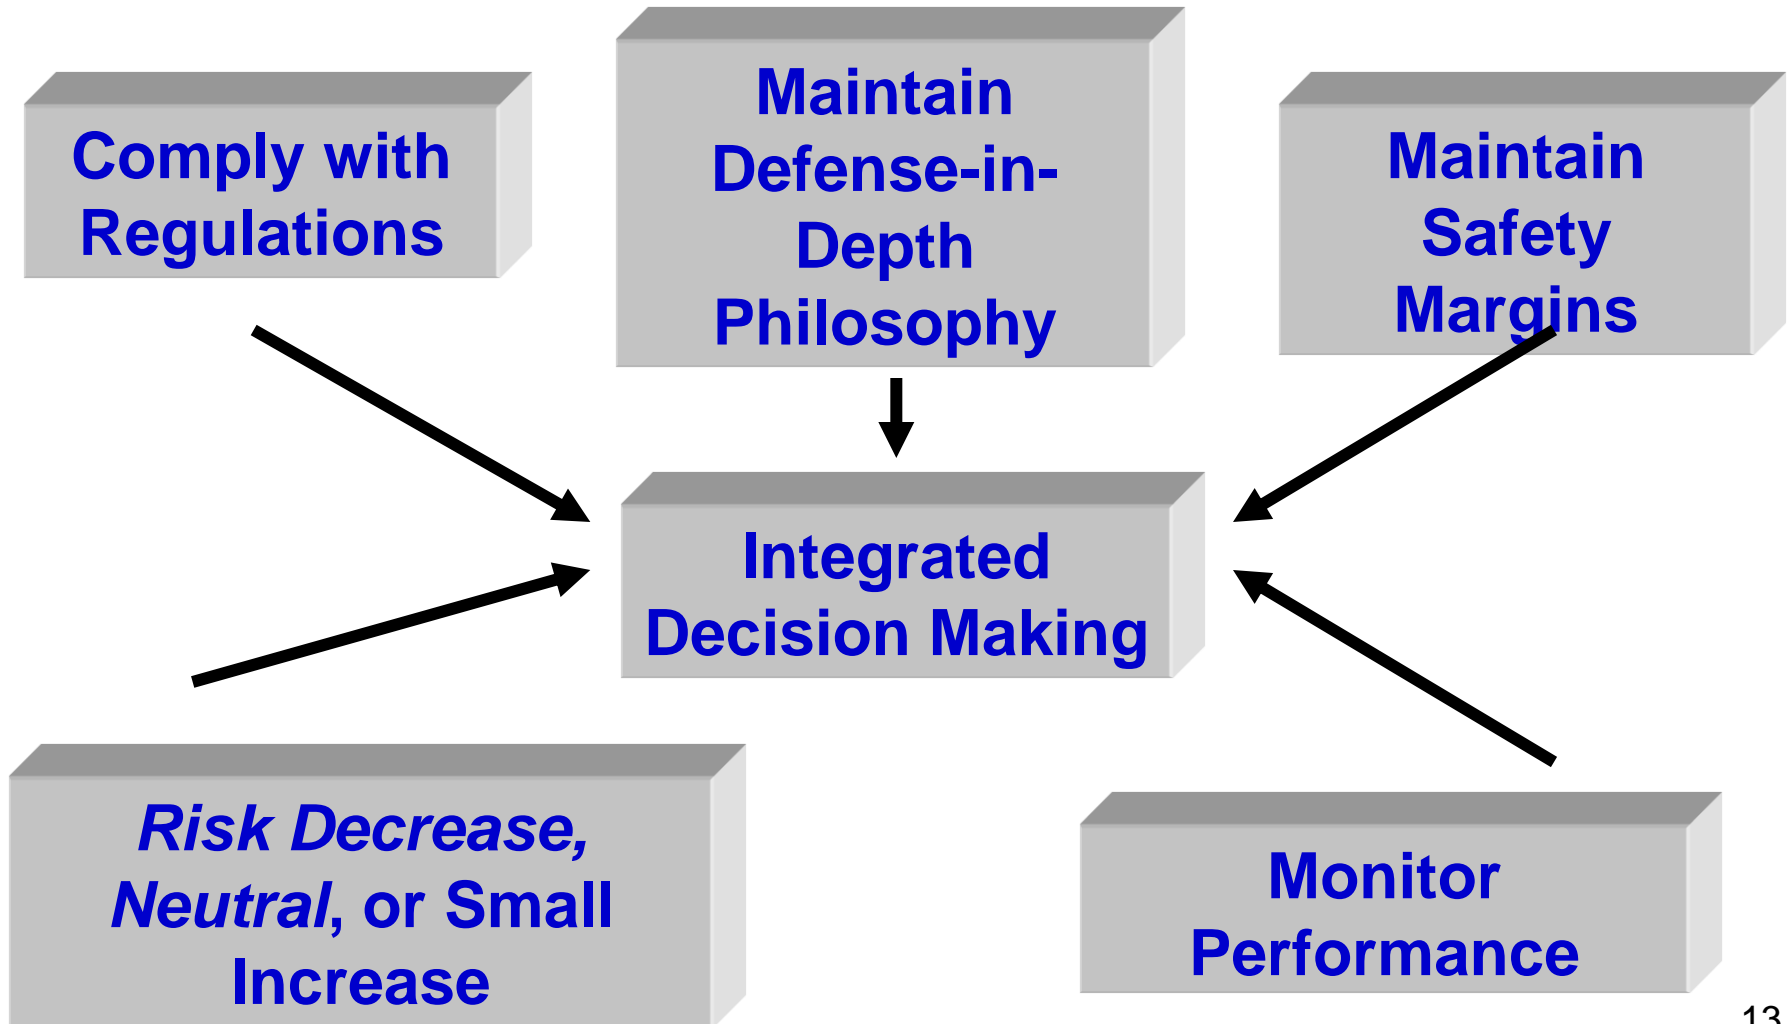 Comply with
Regulations
Maintain
Defense-in-
Depth
Philosophy
Maintain
Safety
Margins
Integrated
Decision Making
Risk Decrease,
Neutral, or Small
Increase
Monitor
Performance
13